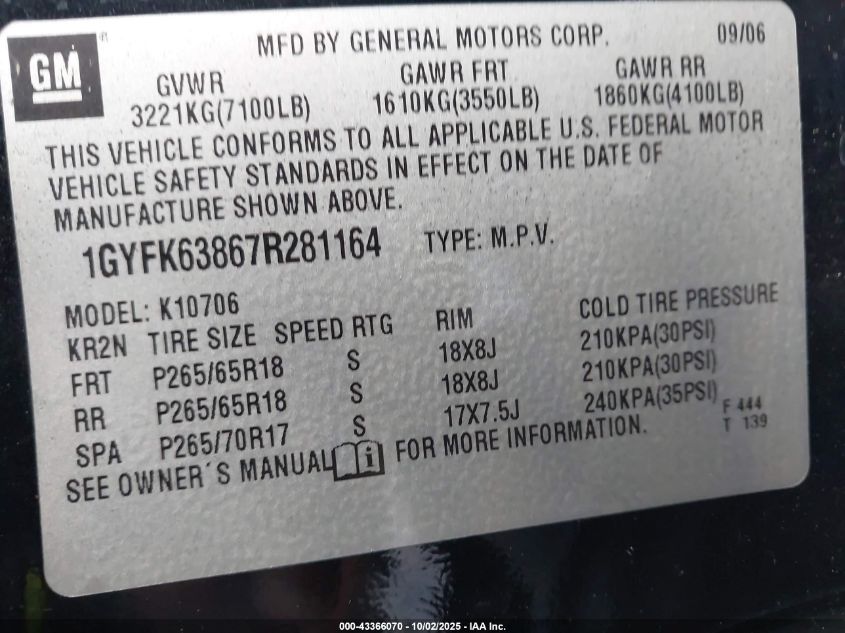 GM
®
MFD BY GENERAL MOTORS CORP. 09/06
GVWR GAWR FRT GAWR RR
3221KG(7100LB) 1610KG(3550LB) 1860KG(4100LB)
THIS VEHICLE CONFORMS TO ALL APPLICABLE U.S. FEDERAL MOTOR
VEHICLE SAFETY STANDARDS IN EFFECT ON THE DATE OF
MANUFACTURE SHOWN ABOVE.
1GYFK63867R281164 TYPE: M.P.V.
MODEL: K10706
KR2N TIRE SIZE SPEED RTG RIM COLD TIRE PRESSURE
FRT P265/65R18 S 18X8J 210KPA(30PSI)
RR P265/65R18 S 18X8J 210KPA(30PSI)
SPA P265/70R17 S 17X7.5J 240KPA(35PSI)
F 444
T 139
SEE OWNER´S MANUAL i FOR MORE INFORMATION.
000-43366070 - 10/02/2025 - IAA Inc.